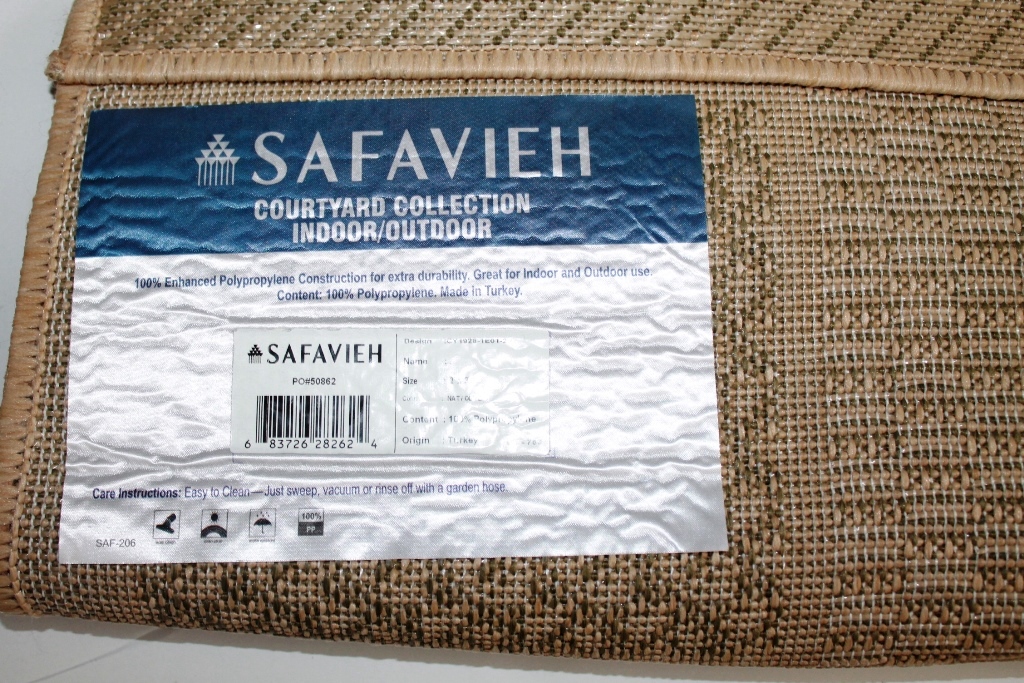 SAFAVIEH
COURTYARD COLLECTION
INDOOR/OUTDOOR
100% Enhanced Polypropylene Construction for extra durability. Great for Indoor and Outdoor use.
Content: 100% Polypropylene. Made in Turkey.
SAFAVIEH
PO#50862
6 83726 28262 4
Design
Name
Size
Content : 100% Polypropylene
Origin : Turkey
Care Instructions: Easy to Clean—Just sweep, vacuum or rinse off with a garden hose.
SAF-206
100%
PP